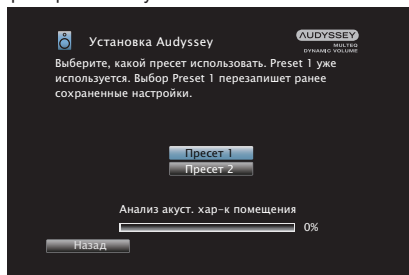 Установка Audyssey
AUDYSSEY
MULTEQ
DYNAMIC VOLUME
Выберите, какой пресет использовать. Preset 1 уже
используется. Выбор Preset 1 перезапишет ранее
сохраненные настройки.
Пресет 1
Пресет 2
Анализ акуст. хар-к помещения
0%
Назад